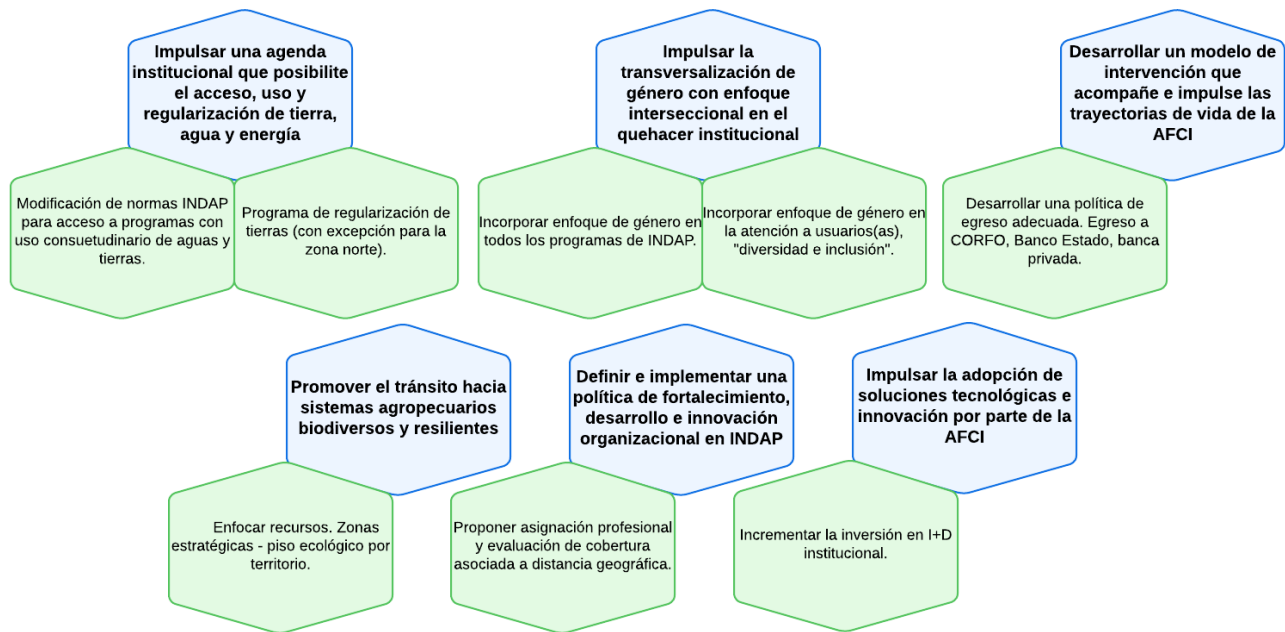 Impulsar una agenda
institucional que posibilite
el acceso, uso y
regularización de tierra,
agua y energía
Impulsar la
transversalización de
género con enfoque
interseccional en el
quehacer institucional
Desarrollar un modelo de
intervención que
acompañe e impulse las
trayectorias de vida de la
AFCI
Modificación de normas INDAP
para acceso a programas con
uso consuetudinario de aguas y
tierras.
Programa de regularización de
tierras (con excepción para la
zona norte).
Incorporar enfoque de género en
todos los programas de INDAP.
Incorporar enfoque de género en
la atención a usuarios(as),
"diversidad e inclusión".
Desarrollar una política de
egreso adecuada. Egreso a
CORFO, Banco Estado, banca
privada.
Promover el tránsito hacia
sistemas agropecuarios
biodiversos y resilientes
Definir e implementar una
política de fortalecimiento,
desarrollo e innovación
organizacional en INDAP
Impulsar la adopción de
soluciones tecnológicas e
innovación por parte de la
AFCI
Enfocar recursos. Zonas
estratégicas - piso ecológico por
territorio.
Proponer asignación profesional
y evaluación de cobertura
asociada a distancia geográfica.
Incrementar la inversión en I+D
institucional.